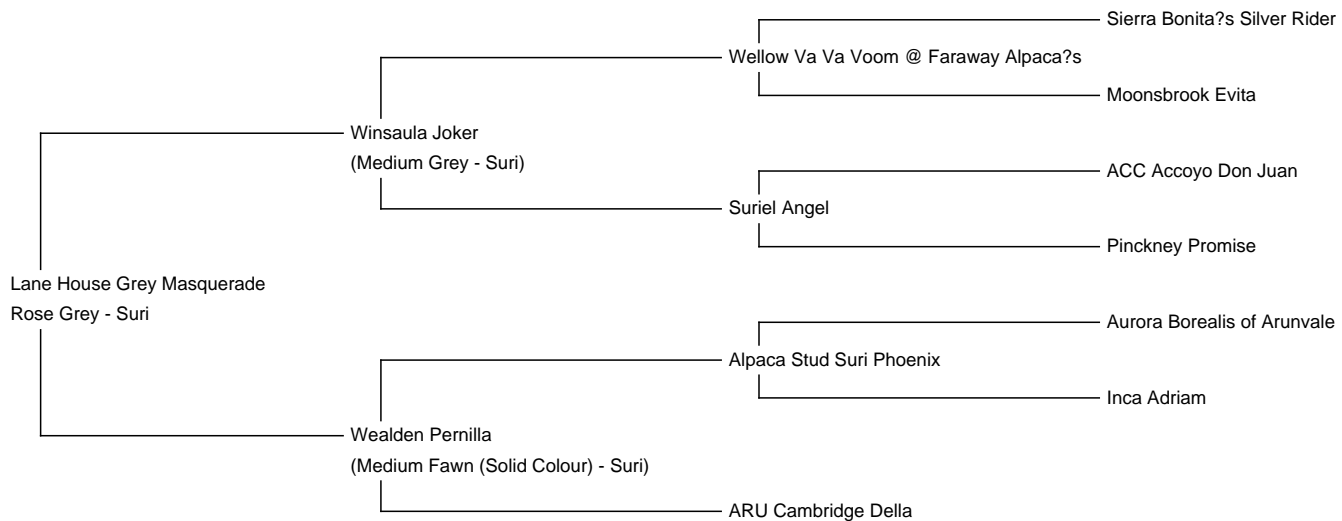 Sierra Bonita?s Silver Rider
Wellow Va Va Voom @ Faraway Alpaca?s
Moonsbrook Evita
Winsaula Joker
(Medium Grey - Suri)
ACC Accoyo Don Juan
Suriel Angel
Pinckney Promise
Lane House Grey Masquerade
Rose Grey - Suri
Aurora Borealis of Arunvale
Alpaca Stud Suri Phoenix
Inca Adriam
Wealden Pernilla
(Medium Fawn (Solid Colour) - Suri)
ARU Cambridge Della